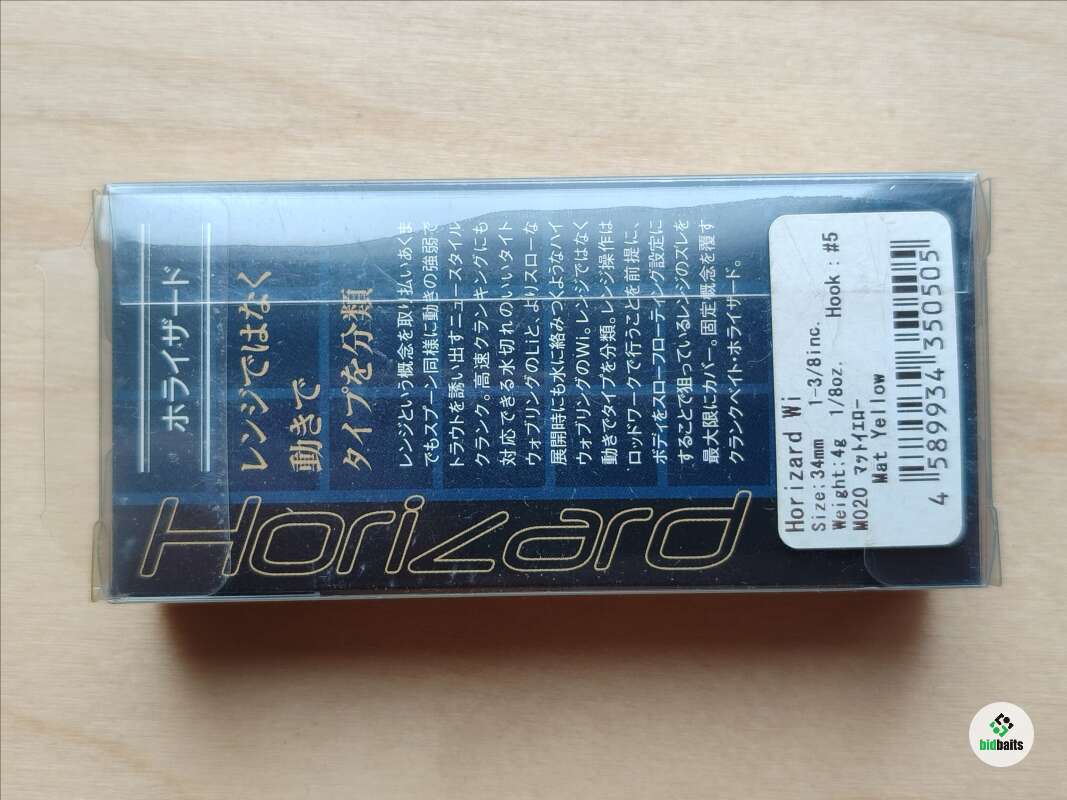 Horizard
ホライザード
レンジではなく
動きで
タイプを分類
レンジという概念を取り払いあくま
でもスプーン同様に動きの強弱で
トラウトを誘い出すニュースタイル
クランク。高速クランキングにも
対応できる水切れのいいタイト
ウォブリングのLiと、よりスローな
展開時にも水に絡みつくようなハイ
ウォブリングのWi。レンジではなく
動きでタイプを分類。レンジ操作は
ロッドワークで行うことを前提に、
ボディをスローフローティング設定に
することで狙っているレンジのズレを
最大限にカバー。固定概念を覆す
クランクベイト・ホライザード。
Horizard Wi
Size;34mm 1-3/8inc.
Weight;4g 1/8oz. Hook : #5
M020 マットイエロー
Mat Yellow
4 589934 350505
bidbaits